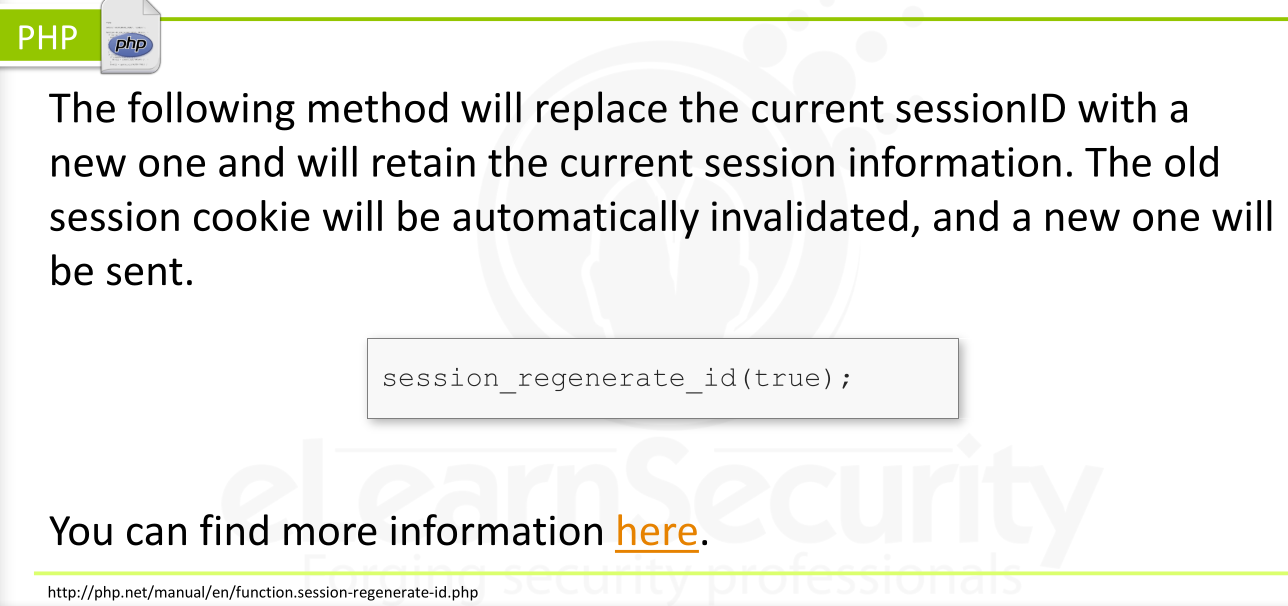 PHP
php
The following method will replace the current sessionID with a
new one and will retain the current session information. The old
session cookie will be automatically invalidated, and a new one will
be sent.
session_regenerate_id(true);
eLearnSecurity
You can find more information here.
Forging security professionals
http://php.net/manual/en/function.session-regenerate-id.php